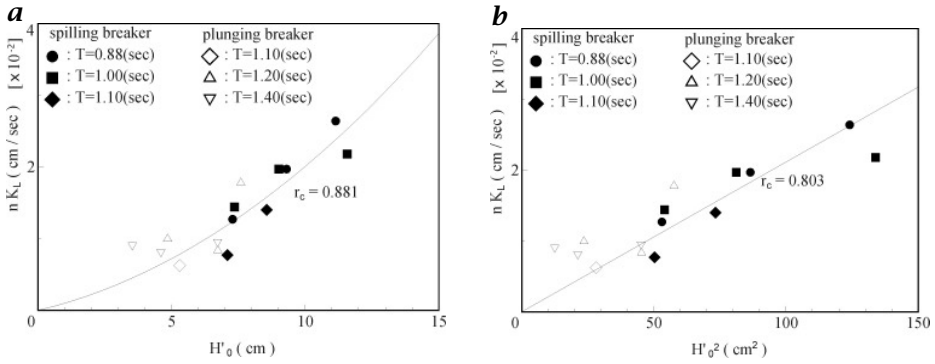 a
spilling breaker
plunging breaker
: T=0.88(sec)
: T=1.10(sec)
: T=1.00(sec)
: T=1.20(sec)
: T=1.10(sec)
: T=1.40(sec)
n K_L ( cm / sec ) [ x 10⁻² ]
4
2
r_c = 0.881
0
5
10
15
H'₀ ( cm )
b
spilling breaker
plunging breaker
: T=0.88(sec)
: T=1.10(sec)
: T=1.00(sec)
: T=1.20(sec)
: T=1.10(sec)
: T=1.40(sec)
n K_L ( cm / sec ) [ x 10⁻² ]
4
2
r_c = 0.803
0
50
100
150
H'₀² ( cm² )